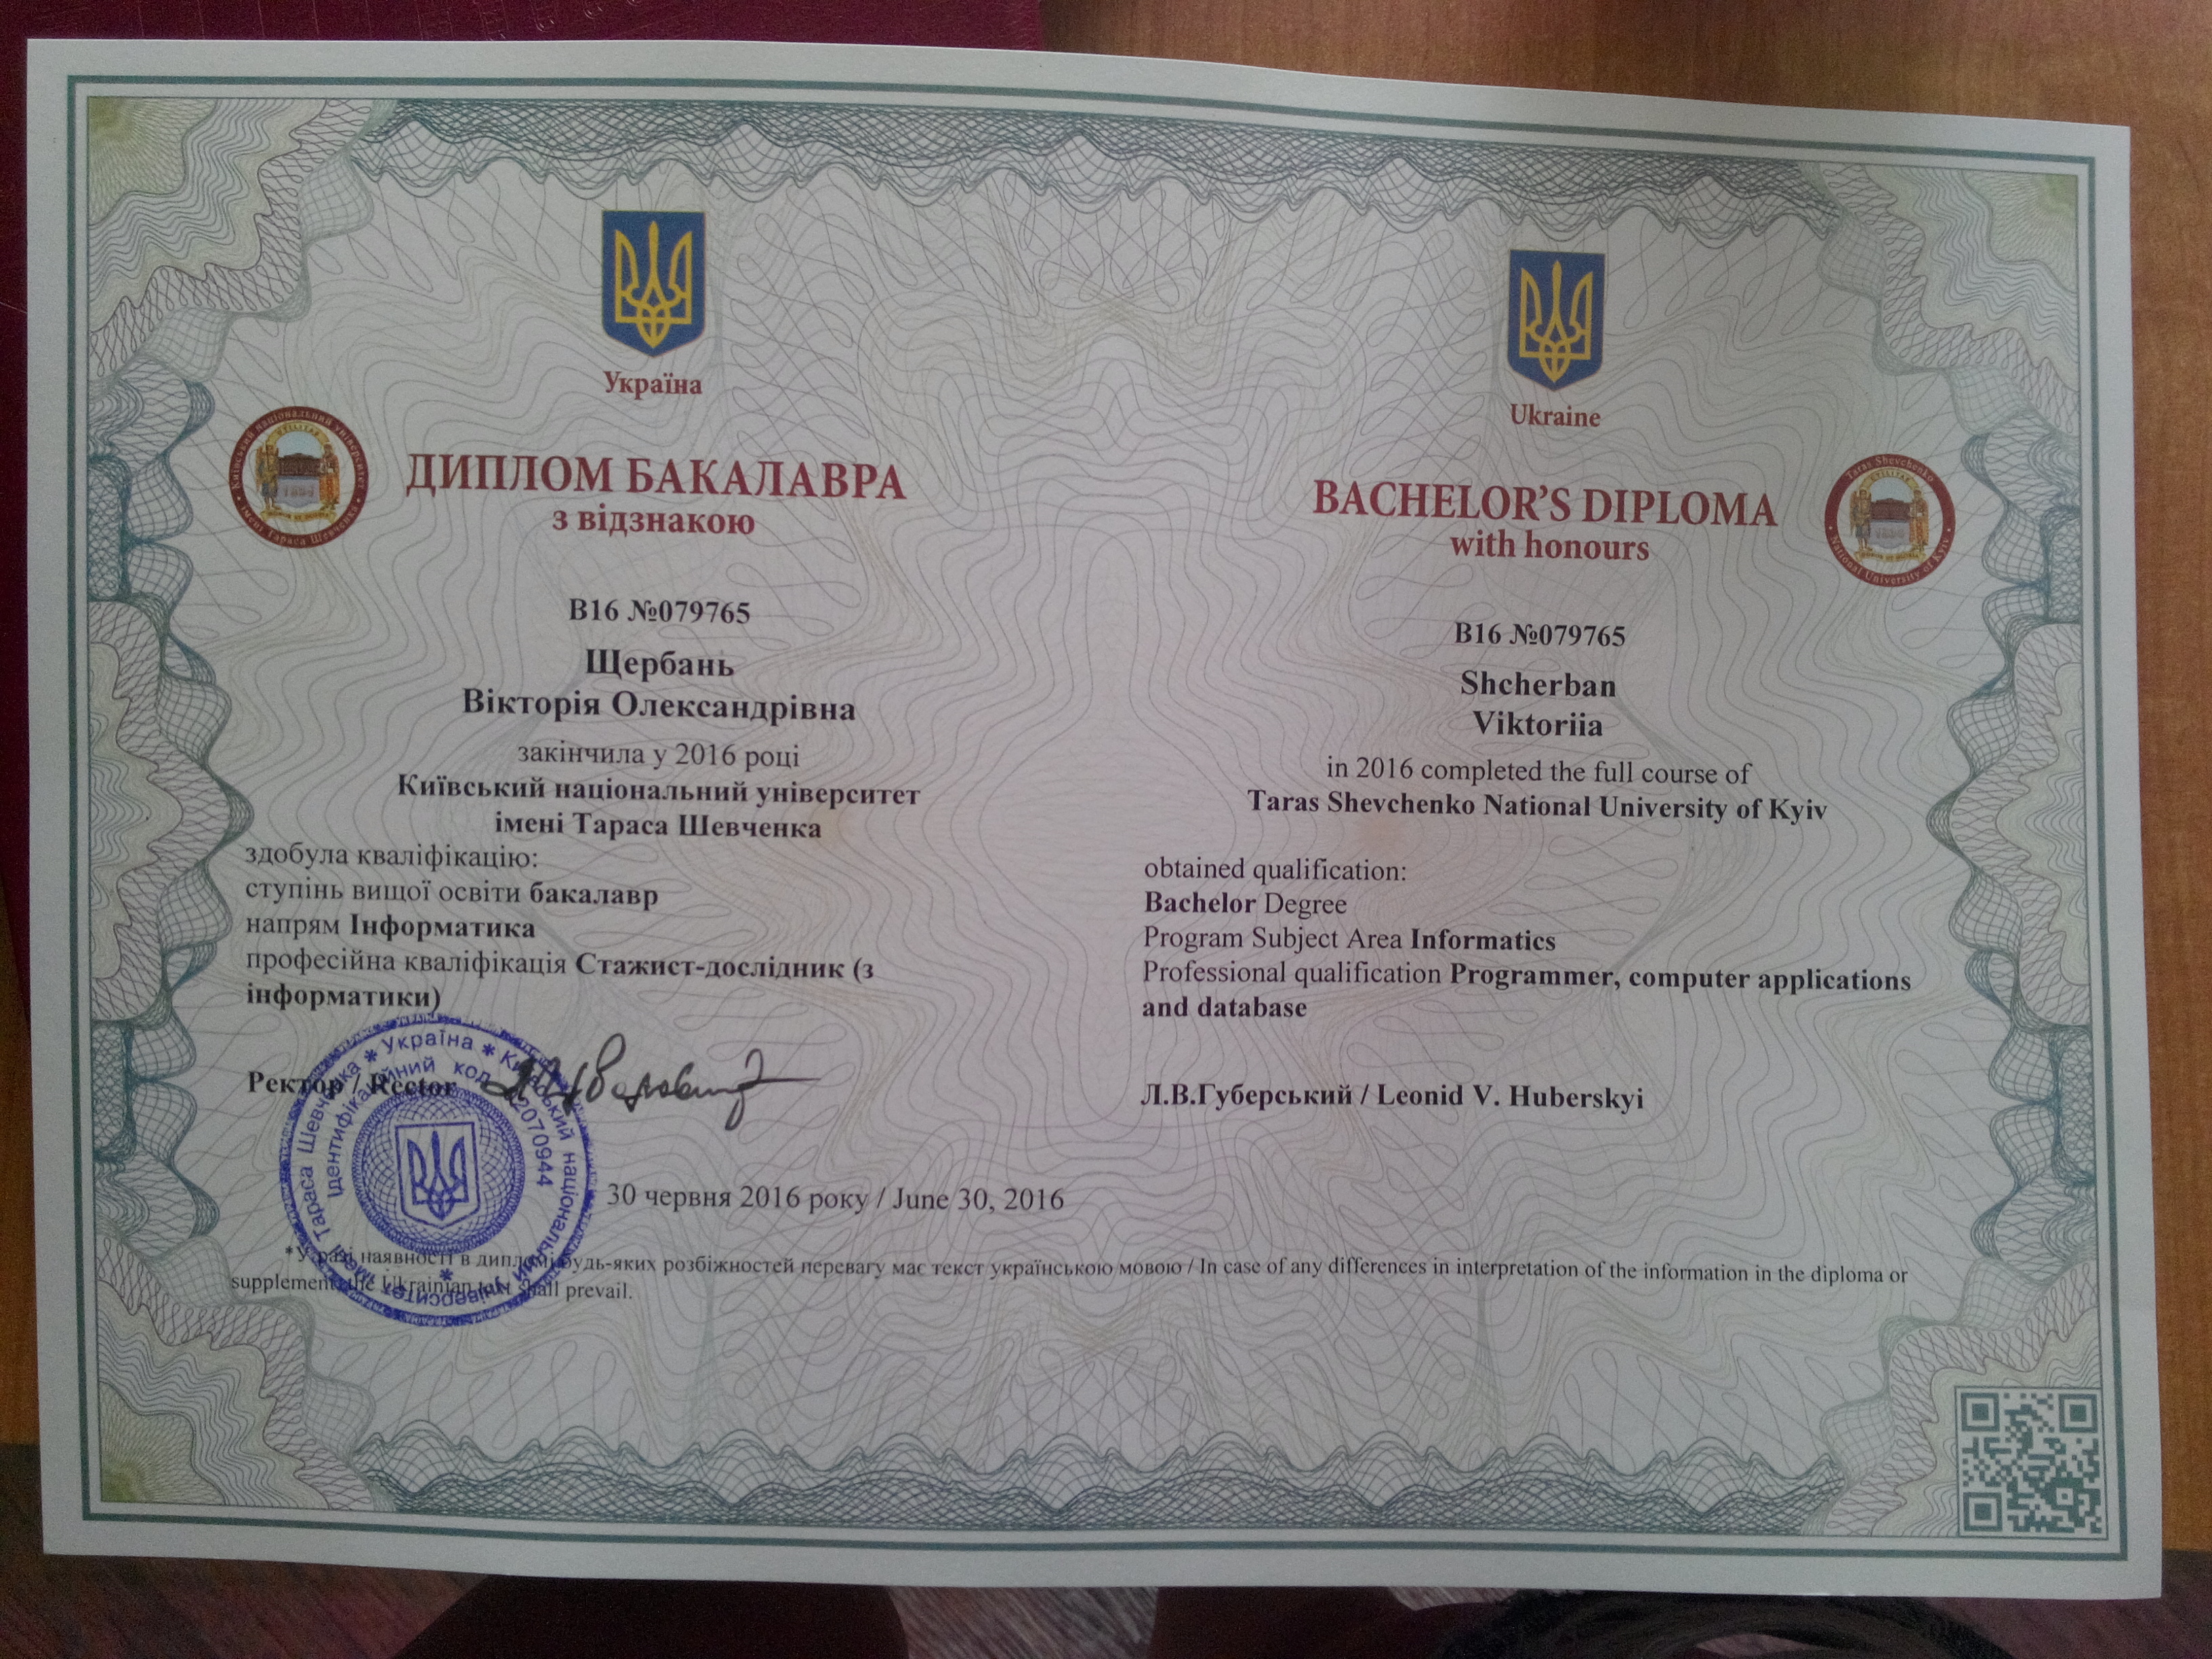 Україна
ДИПЛОМ БАКАЛАВРА
з відзнакою
В16 №079765
Щербань
Вікторія Олександрівна
закінчила у 2016 році
Київський національний університет
імені Тараса Шевченка
здобула кваліфікацію:
ступінь вищої освіти бакалавр
напрям Інформатика
професійна кваліфікація Стажист-дослідник (з
інформатики)
Ukraine
BACHELOR'S DIPLOMA
with honours
B16 №079765
Shcherban
Viktoriia
in 2016 completed the full course of
Taras Shevchenko National University of Kyiv
obtained qualification:
Bachelor Degree
Program Subject Area Informatics
Professional qualification Programmer, computer applications
and database
Ректор / Rector
Л.В.Губерський / Leonid V. Huberskyi
30 червня 2016 року / June 30, 2016
*У разі наявності в дипломі будь-яких розбіжностей перевагу має текст українською мовою / In case of any differences in interpretation of the information in the diploma or
supplement, the Ukrainian text shall prevail.
Київський національний університет імені Тараса Шевченка
1834
Taras Shevchenko National University of Kyiv
1834
Україна * Київський національний університет імені Тараса Шевченка *
Ідентифікаційний код 02070944